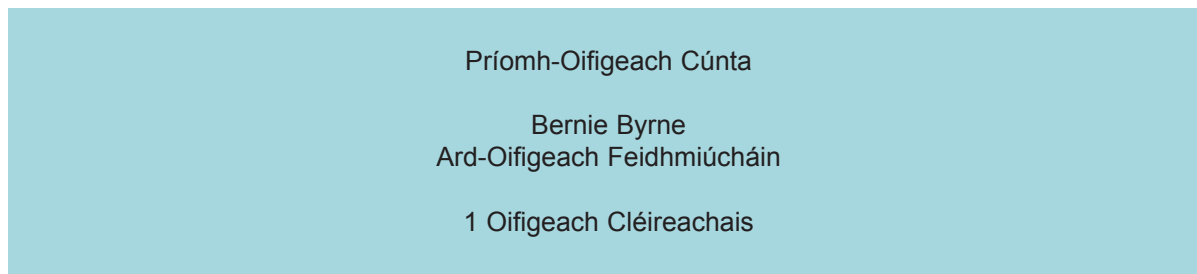 Príomh-Oifigeach Cúnta
Bernie Byrne
Ard-Oifigeach Feidhmiúcháin
1 Oifigeach Cléireachais